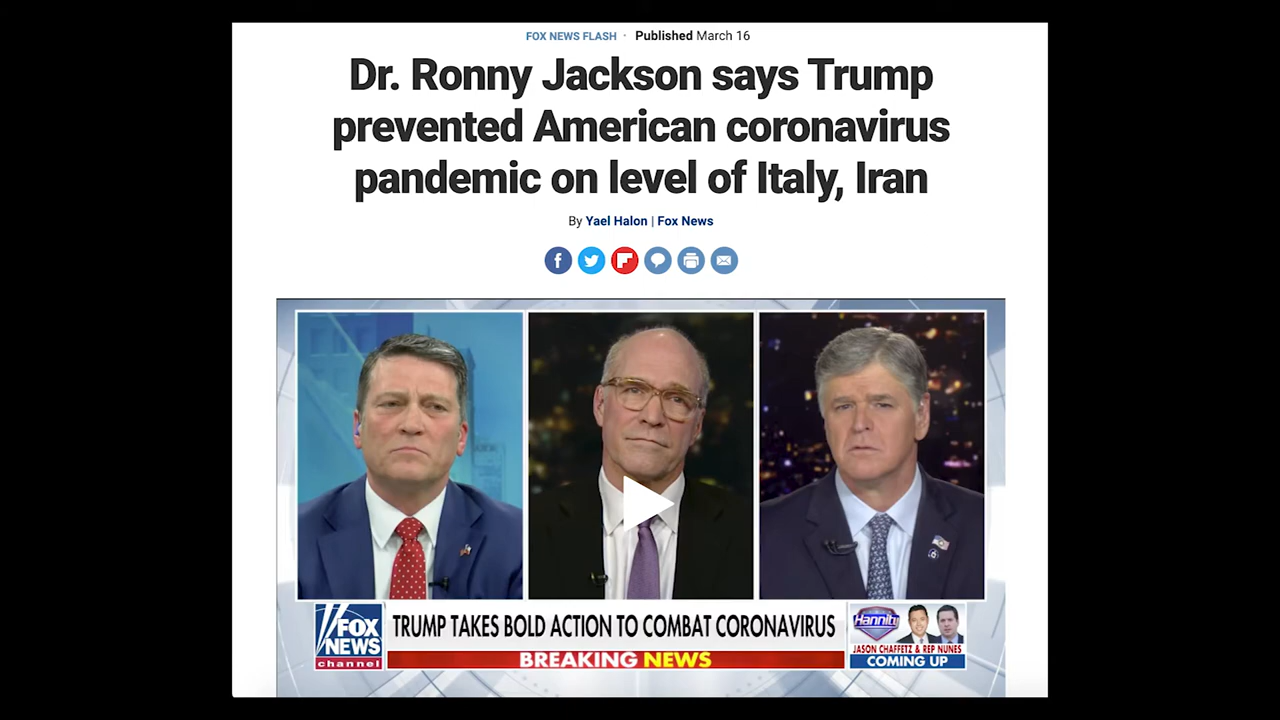 FOX NEWS FLASH · Published March 16
Dr. Ronny Jackson says Trump
prevented American coronavirus
pandemic on level of Italy, Iran
By Yael Halon | Fox News
FOX
NEWS
channel
TRUMP TAKES BOLD ACTION TO COMBAT CORONAVIRUS
BREAKING NEWS
Hannity
JASON CHAFFETZ & REP NUNES
COMING UP